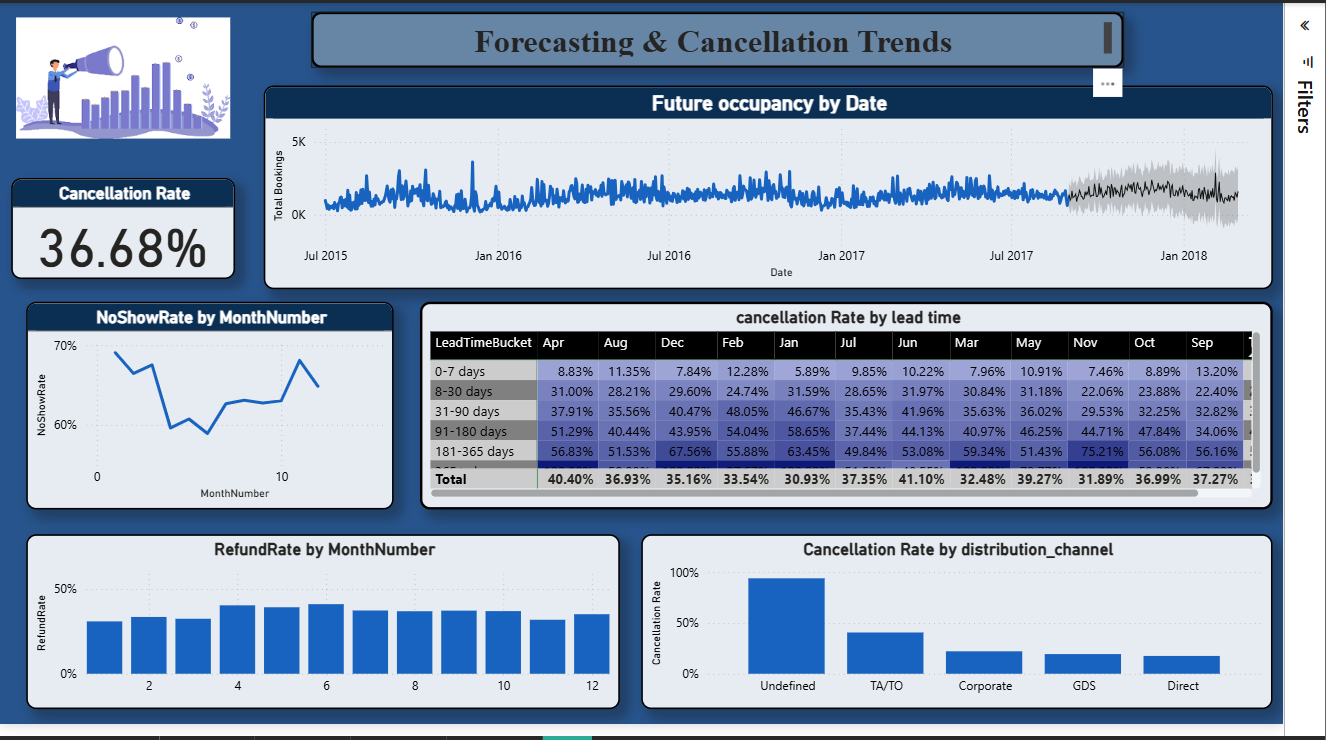 Forecasting & Cancellation Trends
Filters
Future occupancy by Date
Total Bookings
5K
0K
Jul 2015 Jan 2016 Jul 2016 Jan 2017 Jul 2017 Jan 2018
Date
Cancellation Rate
36.68%
NoShowRate by MonthNumber
NoShowRate
70%
60%
0 10
MonthNumber
cancellation Rate by lead time
LeadTimeBucket Apr Aug Dec Feb Jan Jul Jun Mar May Nov Oct Sep
0-7 days 8.83% 11.35% 7.84% 12.28% 5.89% 9.85% 10.22% 7.96% 10.91% 7.46% 8.89% 13.20%
8-30 days 31.00% 28.21% 29.60% 24.74% 31.59% 28.65% 31.97% 30.84% 31.18% 22.06% 23.88% 22.40%
31-90 days 37.91% 35.56% 40.47% 48.05% 46.67% 35.43% 41.96% 35.63% 36.02% 29.53% 32.25% 32.82%
91-180 days 51.29% 40.44% 43.95% 54.04% 58.65% 37.44% 44.13% 40.97% 46.25% 44.71% 47.84% 34.06%
181-365 days 56.83% 51.53% 67.56% 55.88% 63.45% 49.84% 53.08% 59.34% 51.43% 75.21% 56.08% 56.16%
Total 40.40% 36.93% 35.16% 33.54% 30.93% 37.35% 41.10% 32.48% 39.27% 31.89% 36.99% 37.27%
RefundRate by MonthNumber
RefundRate
50%
0%
2 4 6 8 10 12
Cancellation Rate by distribution_channel
Cancellation Rate
100%
50%
0%
Undefined TA/TO Corporate GDS Direct